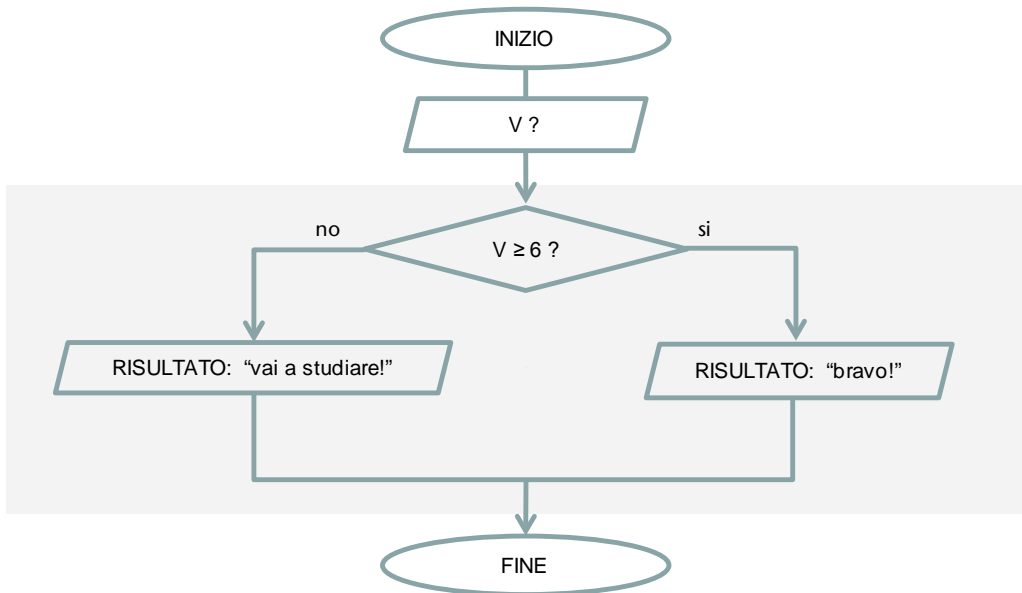 INIZIO
V ?
no
si
V ≥ 6 ?
RISULTATO: “vai a studiare!”
RISULTATO: “bravo!”
FINE